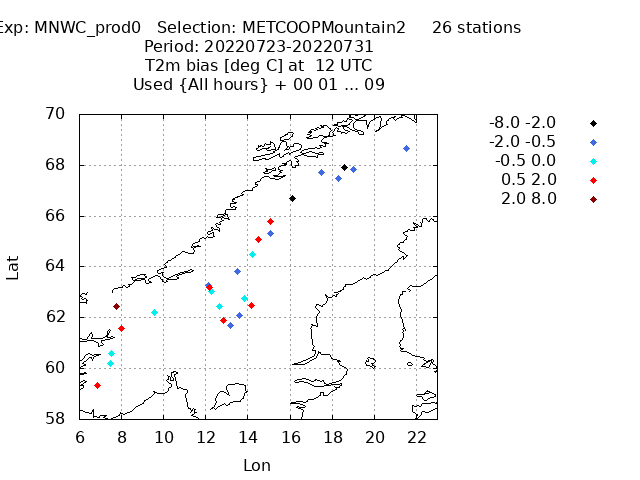 Exp: MNWC_prod0   Selection: METCOOPMountain2     26 stations
Period: 20220723-20220731
T2m bias [deg C] at  12 UTC
Used {All hours} + 00 01 ... 09
70
68
66
64
62
60
58
Lat
6 8 10 12 14 16 18 20 22
Lon
-8.0 -2.0
-2.0 -0.5
-0.5 0.0
0.5 2.0
2.0 8.0